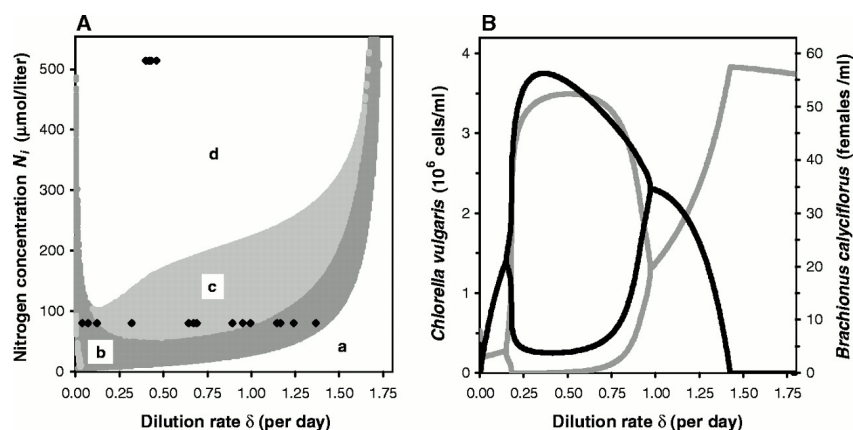 A
Nitrogen concentration Ni (μmol/liter)
500
400
300
200
100
0
d
c
b
a
0.00 0.25 0.50 0.75 1.00 1.25 1.50 1.75
Dilution rate δ (per day)
B
Chlorella vulgaris (10⁶ cells/ml)
4
3
2
1
0
60
50
40
30
20
10
0
Brachionus calyciflorus (females /ml)
0.00 0.25 0.50 0.75 1.00 1.25 1.50 1.75
Dilution rate δ (per day)